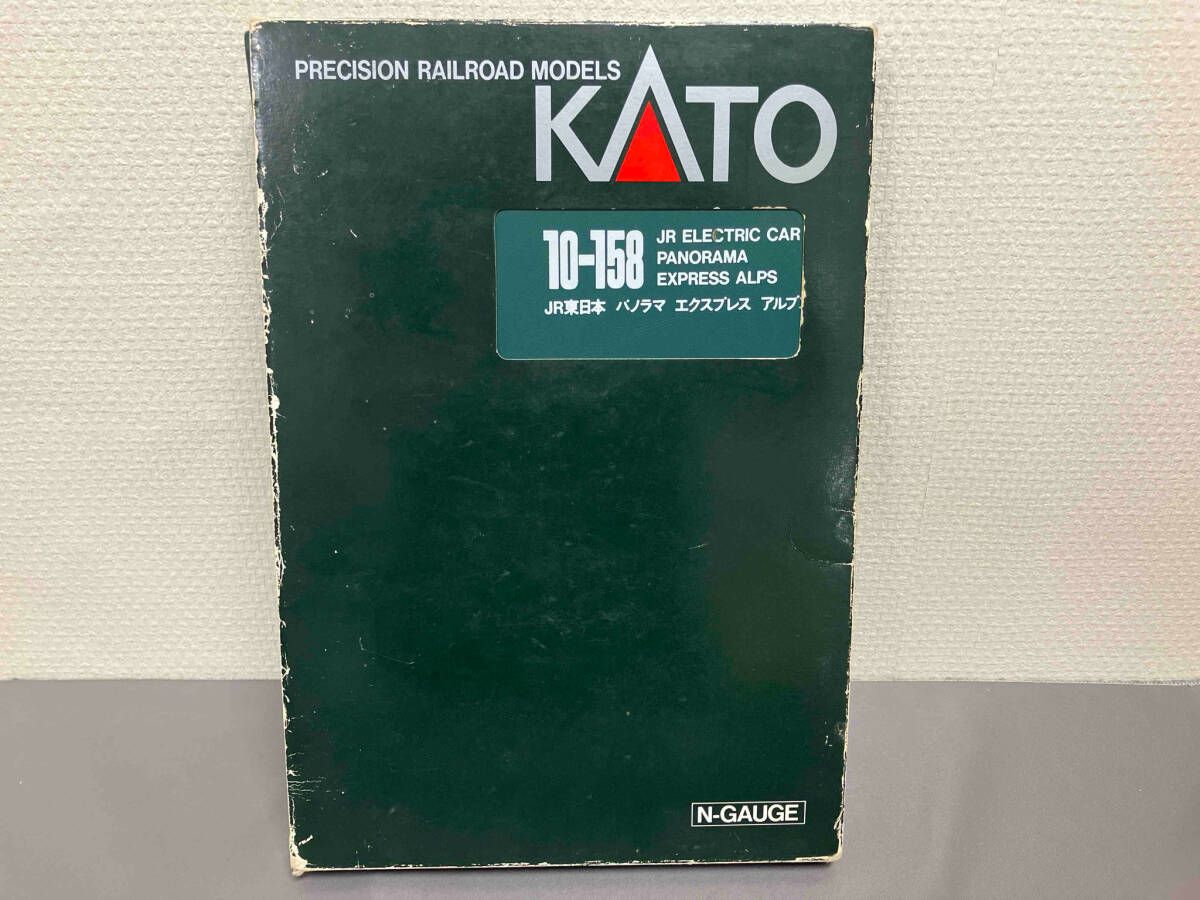 PRECISION RAILROAD MODELS
KATO
10-158
JR ELECTRIC CAR
PANORAMA
EXPRESS ALPS
JR東日本 パノラマ エクスプレス アルプ
N-GAUGE